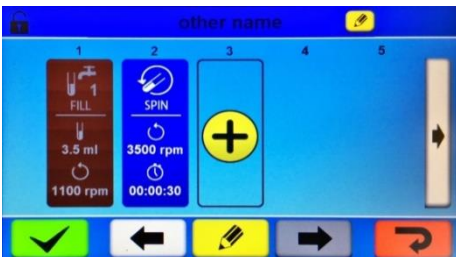 other name
1 2 3 4 5
1
FILL
3.5 ml
1100 rpm
SPIN
3500 rpm
00:00:30